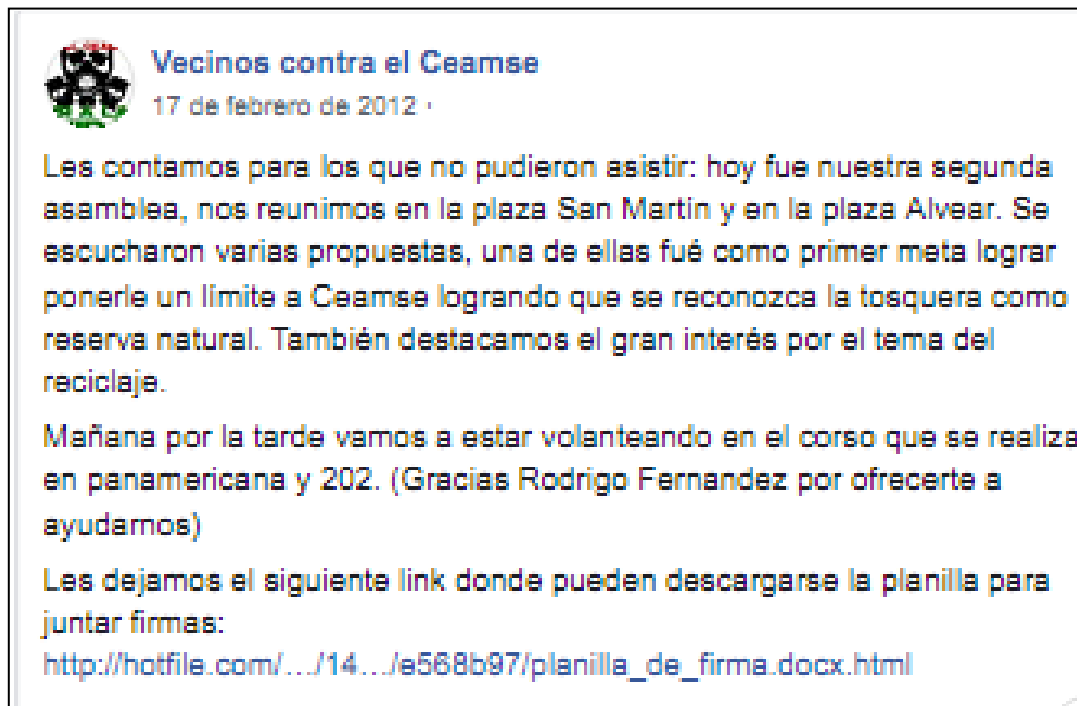 Vecinos contra el Ceamse
17 de febrero de 2012 ·
Les contamos para los que no pudieron asistir: hoy fue nuestra segunda
asamblea, nos reunimos en la plaza San Martín y en la plaza Alvear. Se
escucharon varias propuestas, una de ellas fué como primer meta lograr
ponerle un límite a Ceamse logrando que se reconozca la tosquera como
reserva natural. También destacamos el gran interés por el tema del
reciclaje.
Mañana por la tarde vamos a estar volanteando en el corso que se realiza
en panamericana y 202. (Gracias Rodrigo Fernandez por ofrecerte a
ayudarnos)
Les dejamos el siguiente link donde pueden descargarse la planilla para
juntar firmas:
http://hotfile.com/.../14.../e568b97/planilla_de_firma.docx.html